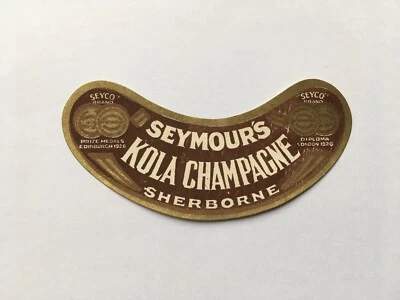 SEYCO
BRAND
PRIZE MEDALS
EDINBURGH 1926
SEYMOUR'S
KOLA CHAMPAGNE
SHERBORNE
SEYCO
BRAND
DIPLOMA
LONDON 1926